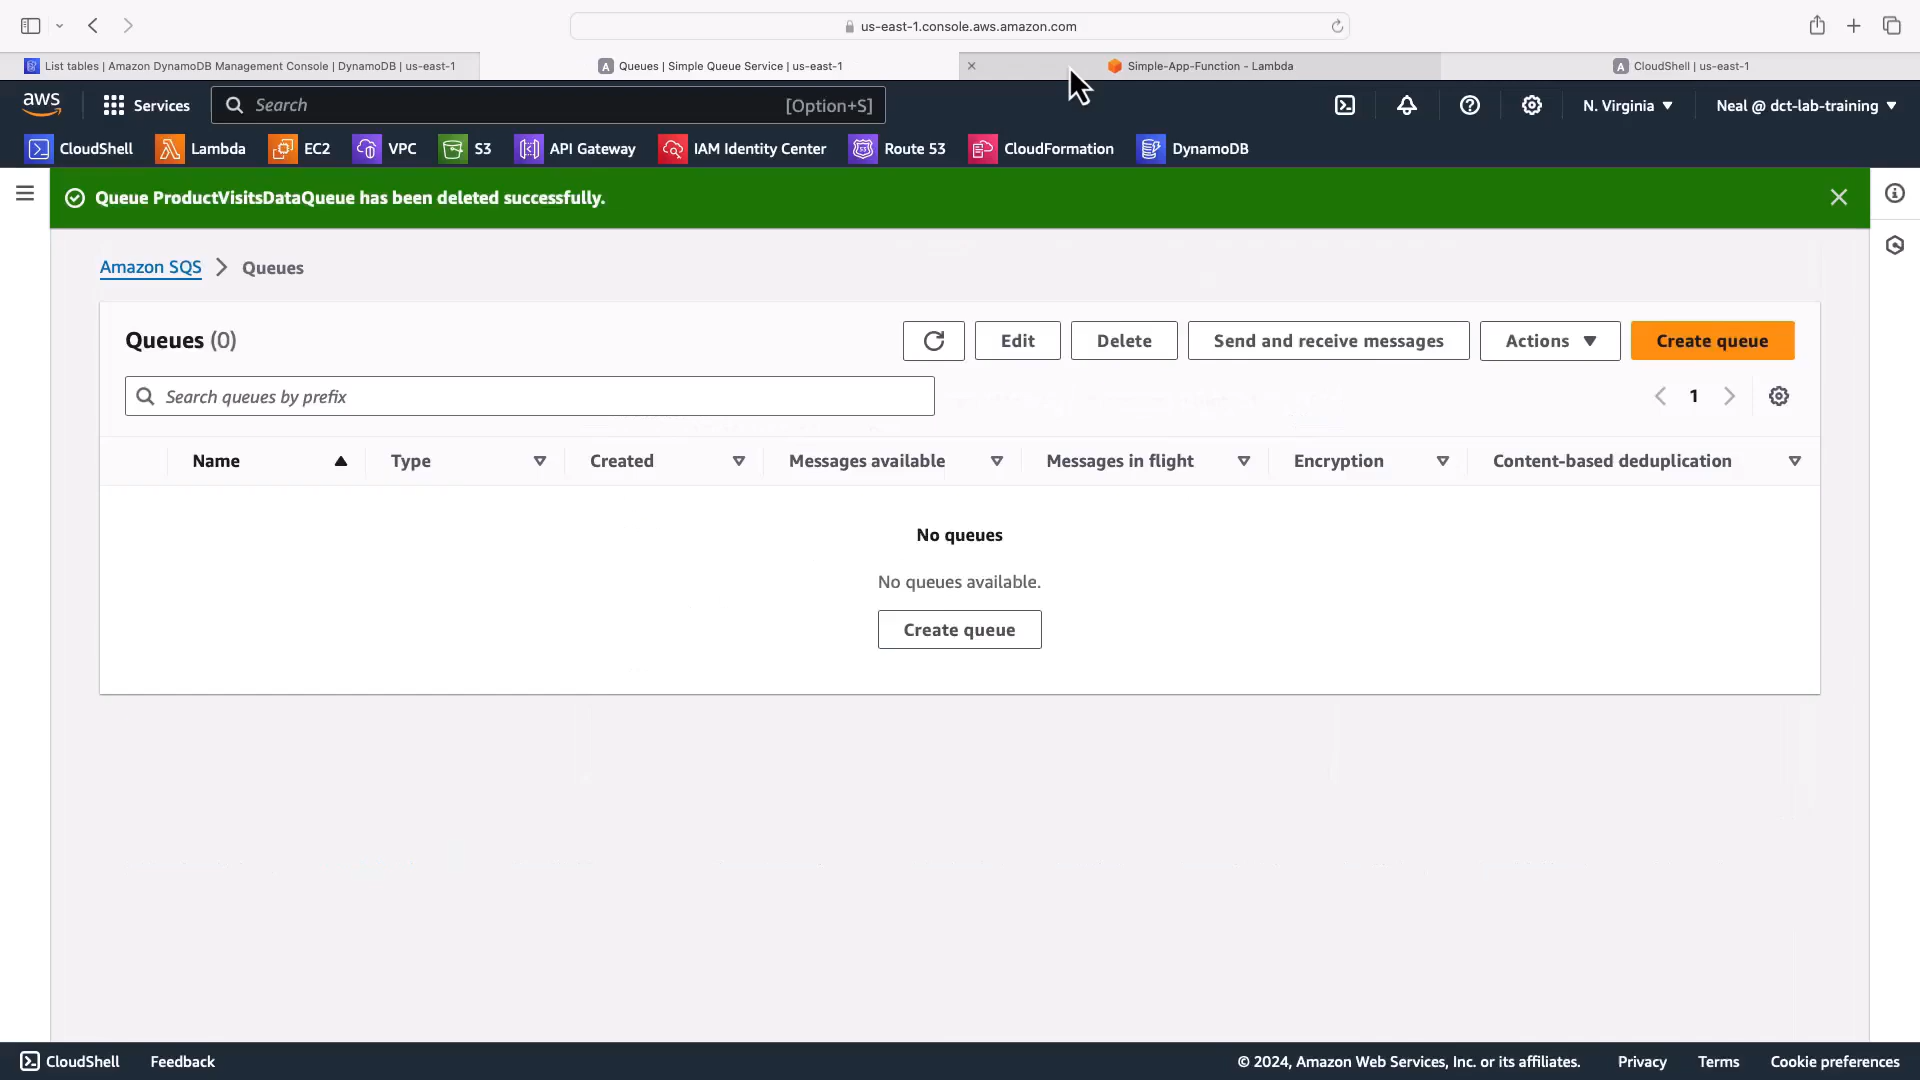 us-east-1.console.aws.amazon.com
List tables | Amazon DynamoDB Management Console | DynamoDB | us-east-1
Queues | Simple Queue Service | us-east-1
Simple-App-Function - Lambda
CloudShell | us-east-1
aws
Services
Search
[Option+S]
N. Virginia
Neal @ dct-lab-training
CloudShell
Lambda
EC2
VPC
S3
API Gateway
IAM Identity Center
Route 53
CloudFormation
DynamoDB
Queue ProductVisitsDataQueue has been deleted successfully.
Amazon SQS
Queues
Queues (0)
Edit
Delete
Send and receive messages
Actions
Create queue
Search queues by prefix
1
Name
Type
Created
Messages available
Messages in flight
Encryption
Content-based deduplication
No queues
No queues available.
Create queue
CloudShell
Feedback
© 2024, Amazon Web Services, Inc. or its affiliates.
Privacy
Terms
Cookie preferences